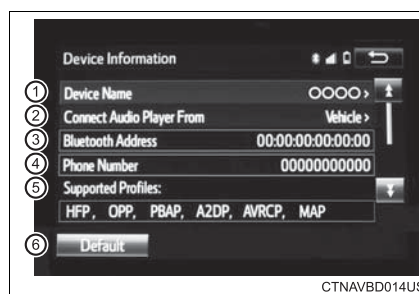 Device Information
1 Device Name OOOO>
2 Connect Audio Player From Vehicle>
3 Bluetooth Address 00:00:00:00:00:00
4 Phone Number 00000000000
5 Supported Profiles:
HFP, OPP, PBAP, A2DP, AVRCP, MAP
6 Default
CTNAVBD014US